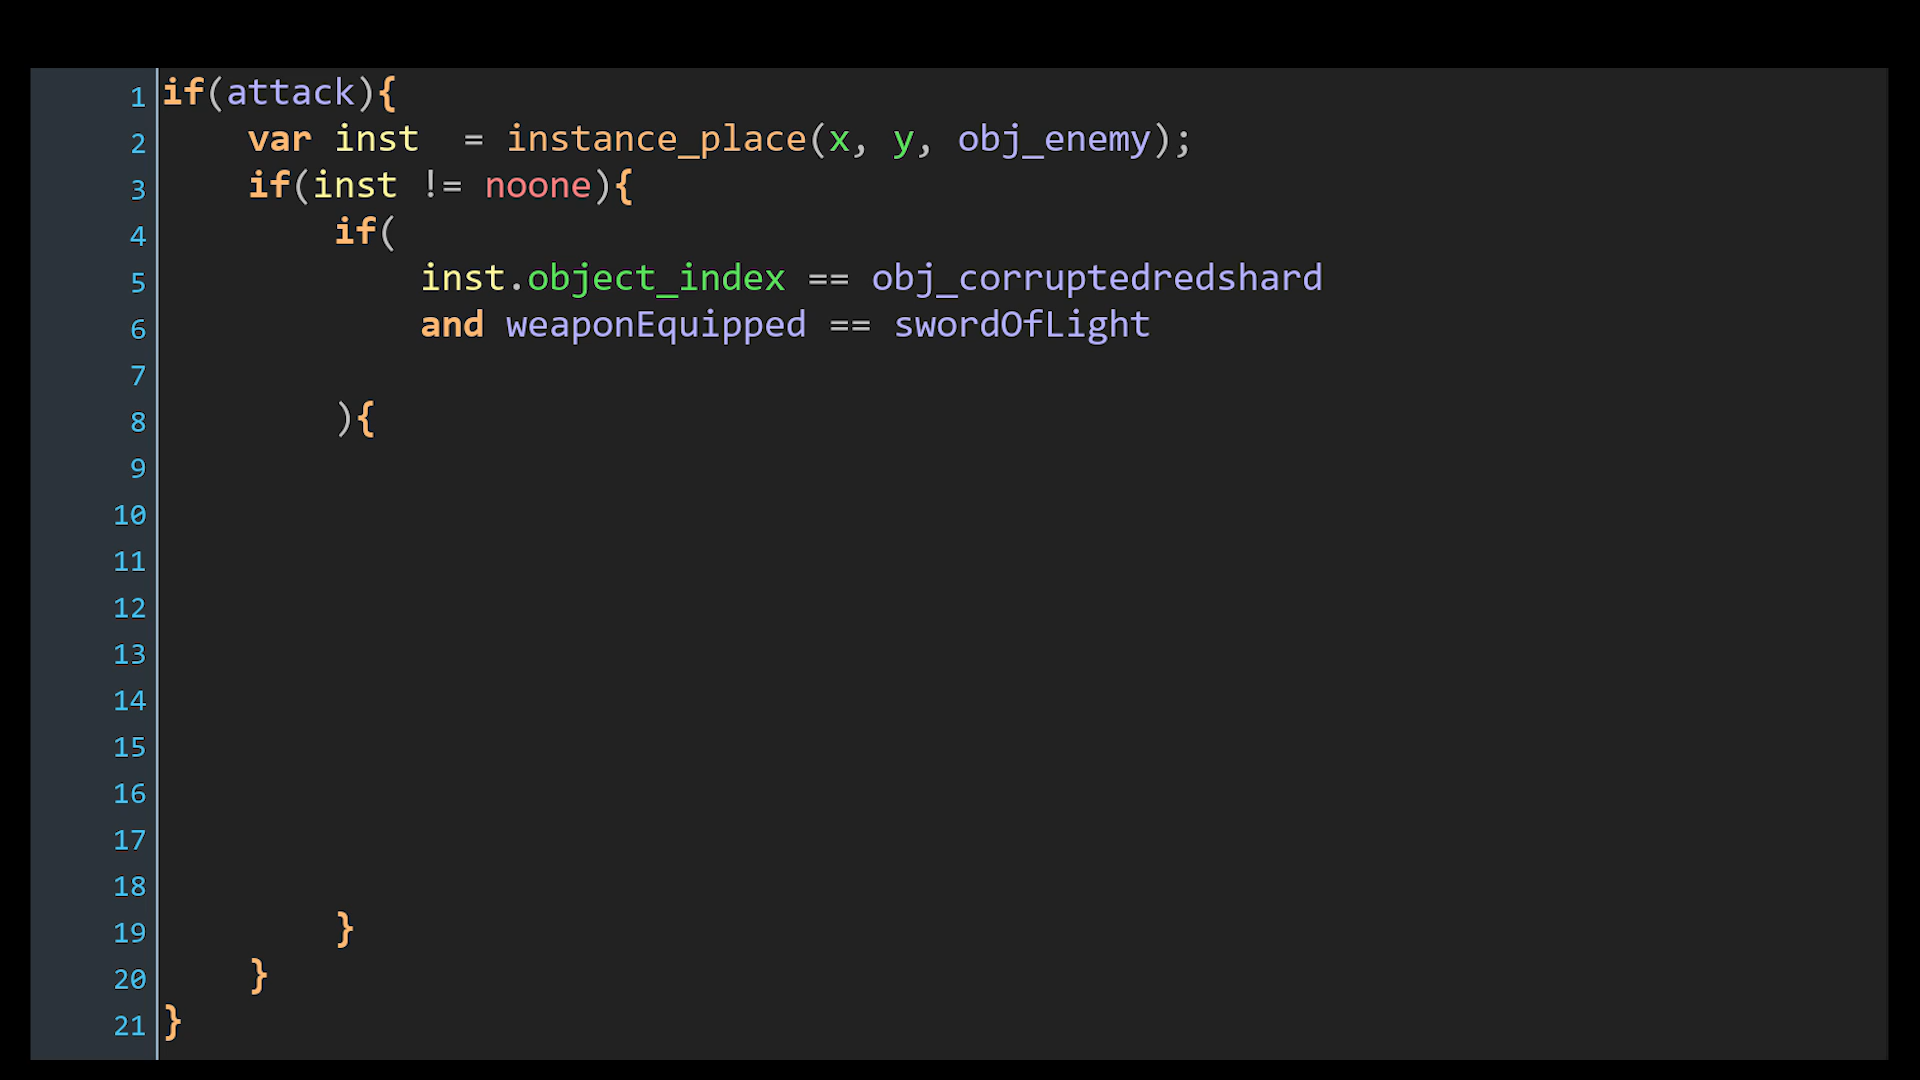 1 if(attack){
2 var inst = instance_place(x, y, obj_enemy);
3 if(inst != noone){
4 if(
5 inst.object_index == obj_corruptedredshard
6 and weaponEquipped == swordOfLight
7
8 ){
9
10
11
12
13
14
15
16
17
18
19 }
20 }
21 }